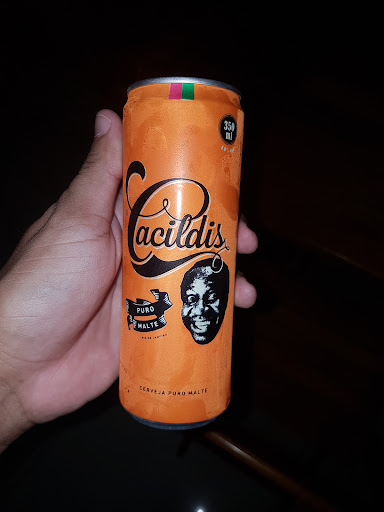 350
ml
Cacildis
PURO
MALTE
CERVEJA PURO MALTE